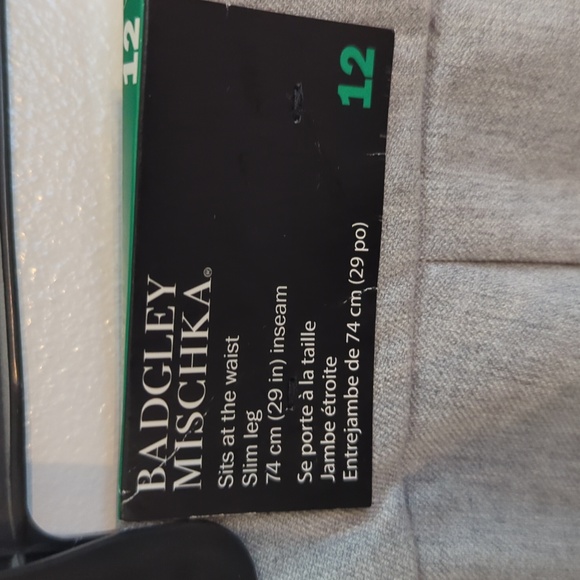 12
BADGLEY
MISCHKA®
Sits at the waist
Slim leg
74 cm (29 in) inseam
Se porte à la taille
Jambe étroite
Entrejambe de 74 cm (29 po)
12